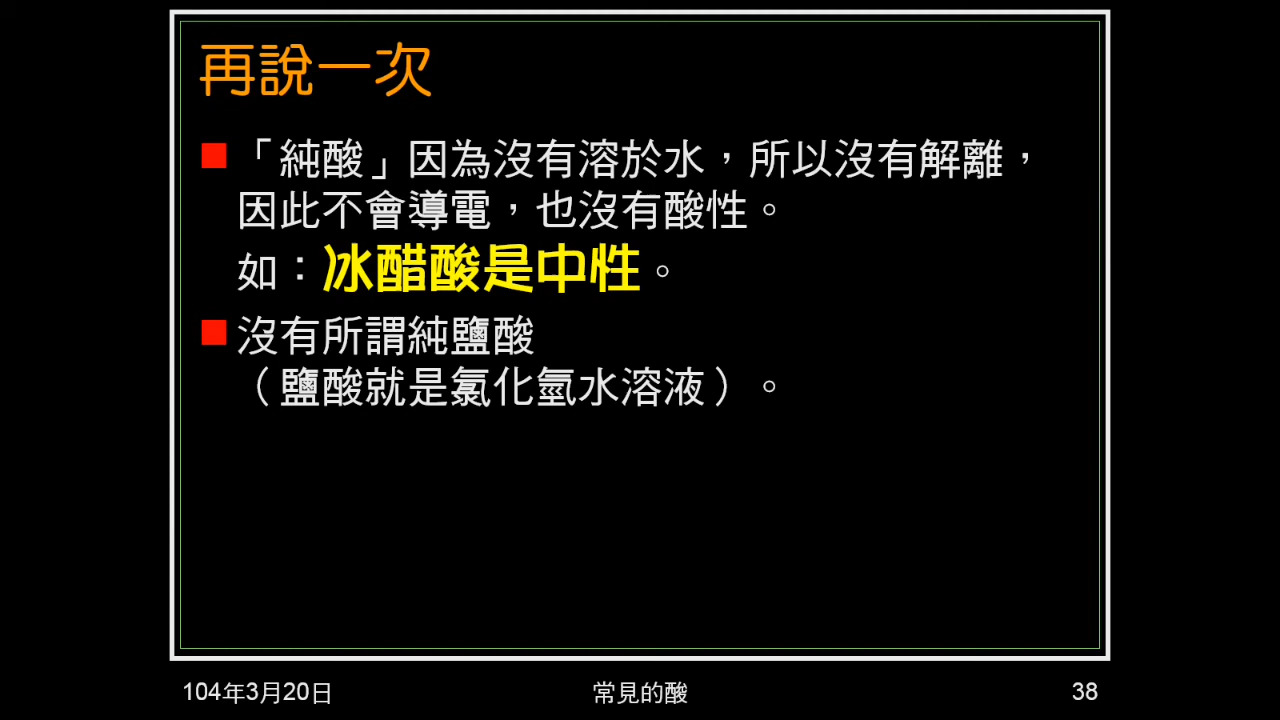 再說一次
「純酸」因為沒有溶於水，所以沒有解離，
因此不會導電，也沒有酸性。
如：冰醋酸是中性。
沒有所謂純鹽酸
（鹽酸就是氯化氫水溶液）。
104年3月20日
常見的酸
38